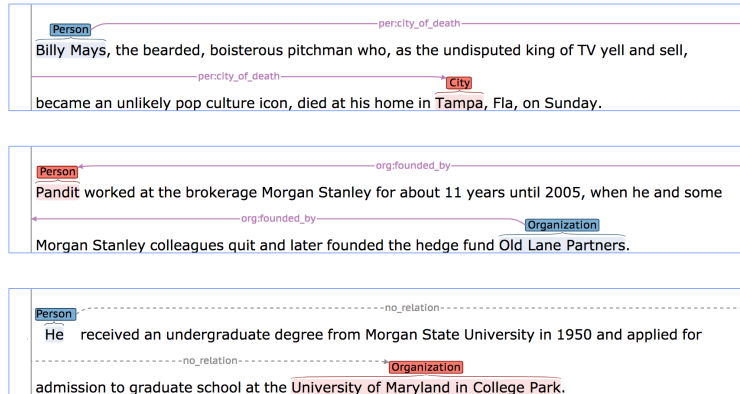 Person
per:city_of_death
Billy Mays, the bearded, boisterous pitchman who, as the undisputed king of TV yell and sell,
per:city_of_death
City
became an unlikely pop culture icon, died at his home in Tampa, Fla, on Sunday.
Person
org:founded_by
Pandit worked at the brokerage Morgan Stanley for about 11 years until 2005, when he and some
org:founded_by
Organization
Morgan Stanley colleagues quit and later founded the hedge fund Old Lane Partners.
Person
no_relation
He received an undergraduate degree from Morgan State University in 1950 and applied for
no_relation
Organization
admission to graduate school at the University of Maryland in College Park.